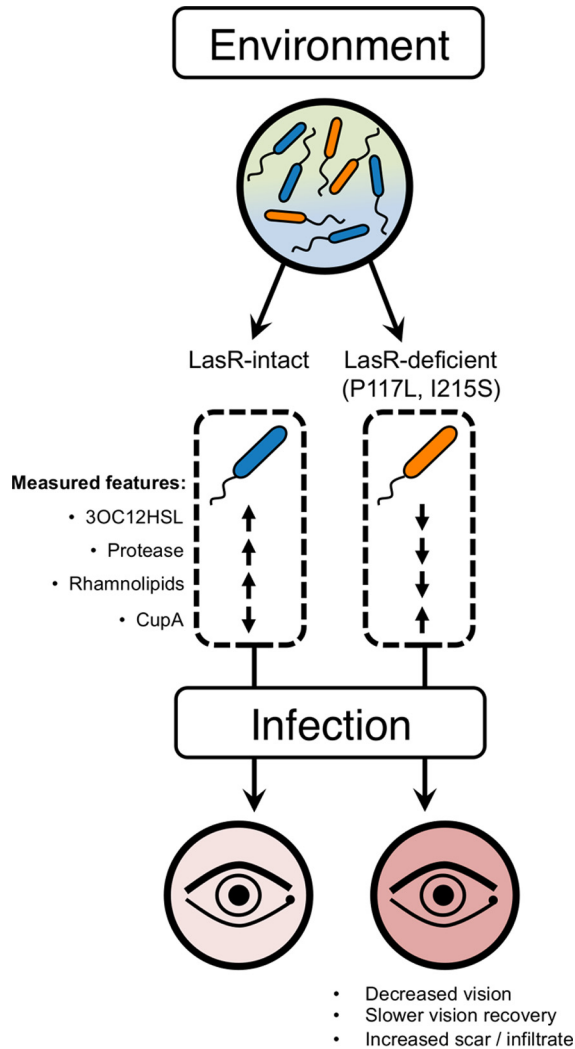 Environment
LasR-intact
LasR-deficient
(P117L, I215S)
Measured features:
• 3OC12HSL
• Protease
• Rhamnolipids
• CupA
Infection
• Decreased vision
• Slower vision recovery
• Increased scar / infiltrate